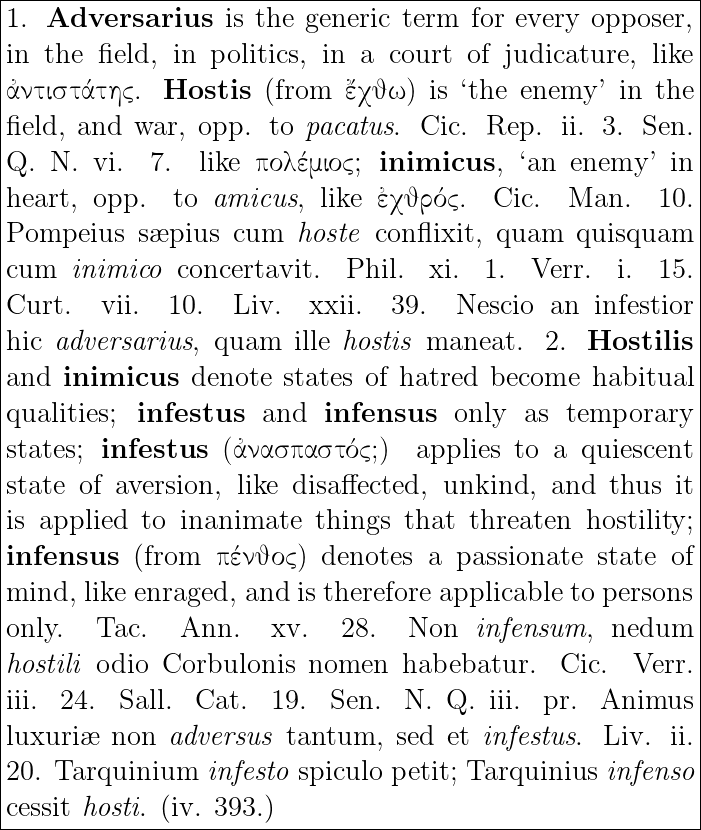 1. Adversarius is the generic term for every opposer,
in the field, in politics, in a court of judicature, like
ἀντιστάτης. Hostis (from ἔχϑω) is ‘the enemy’ in the
field, and war, opp. to pacatus. Cic. Rep. ii. 3. Sen.
Q. N. vi. 7. like πολέμιος; inimicus, ‘an enemy’ in
heart, opp. to amicus, like ἐχϑρός. Cic. Man. 10.
Pompeius sæpius cum hoste conflixit, quam quisquam
cum inimico concertavit. Phil. xi. 1. Verr. i. 15.
Curt. vii. 10. Liv. xxii. 39. Nescio an infestior
hic adversarius, quam ille hostis maneat. 2. Hostilis
and inimicus denote states of hatred become habitual
qualities; infestus and infensus only as temporary
states; infestus (ἀνασπαστός;) applies to a quiescent
state of aversion, like disaffected, unkind, and thus it
is applied to inanimate things that threaten hostility;
infensus (from πένϑος) denotes a passionate state of
mind, like enraged, and is therefore applicable to persons
only. Tac. Ann. xv. 28. Non infensum, nedum
hostili odio Corbulonis nomen habebatur. Cic. Verr.
iii. 24. Sall. Cat. 19. Sen. N. Q. iii. pr. Animus
luxuriæ non adversus tantum, sed et infestus. Liv. ii.
20. Tarquinium infesto spiculo petit; Tarquinius infenso
cessit hosti. (iv. 393.)